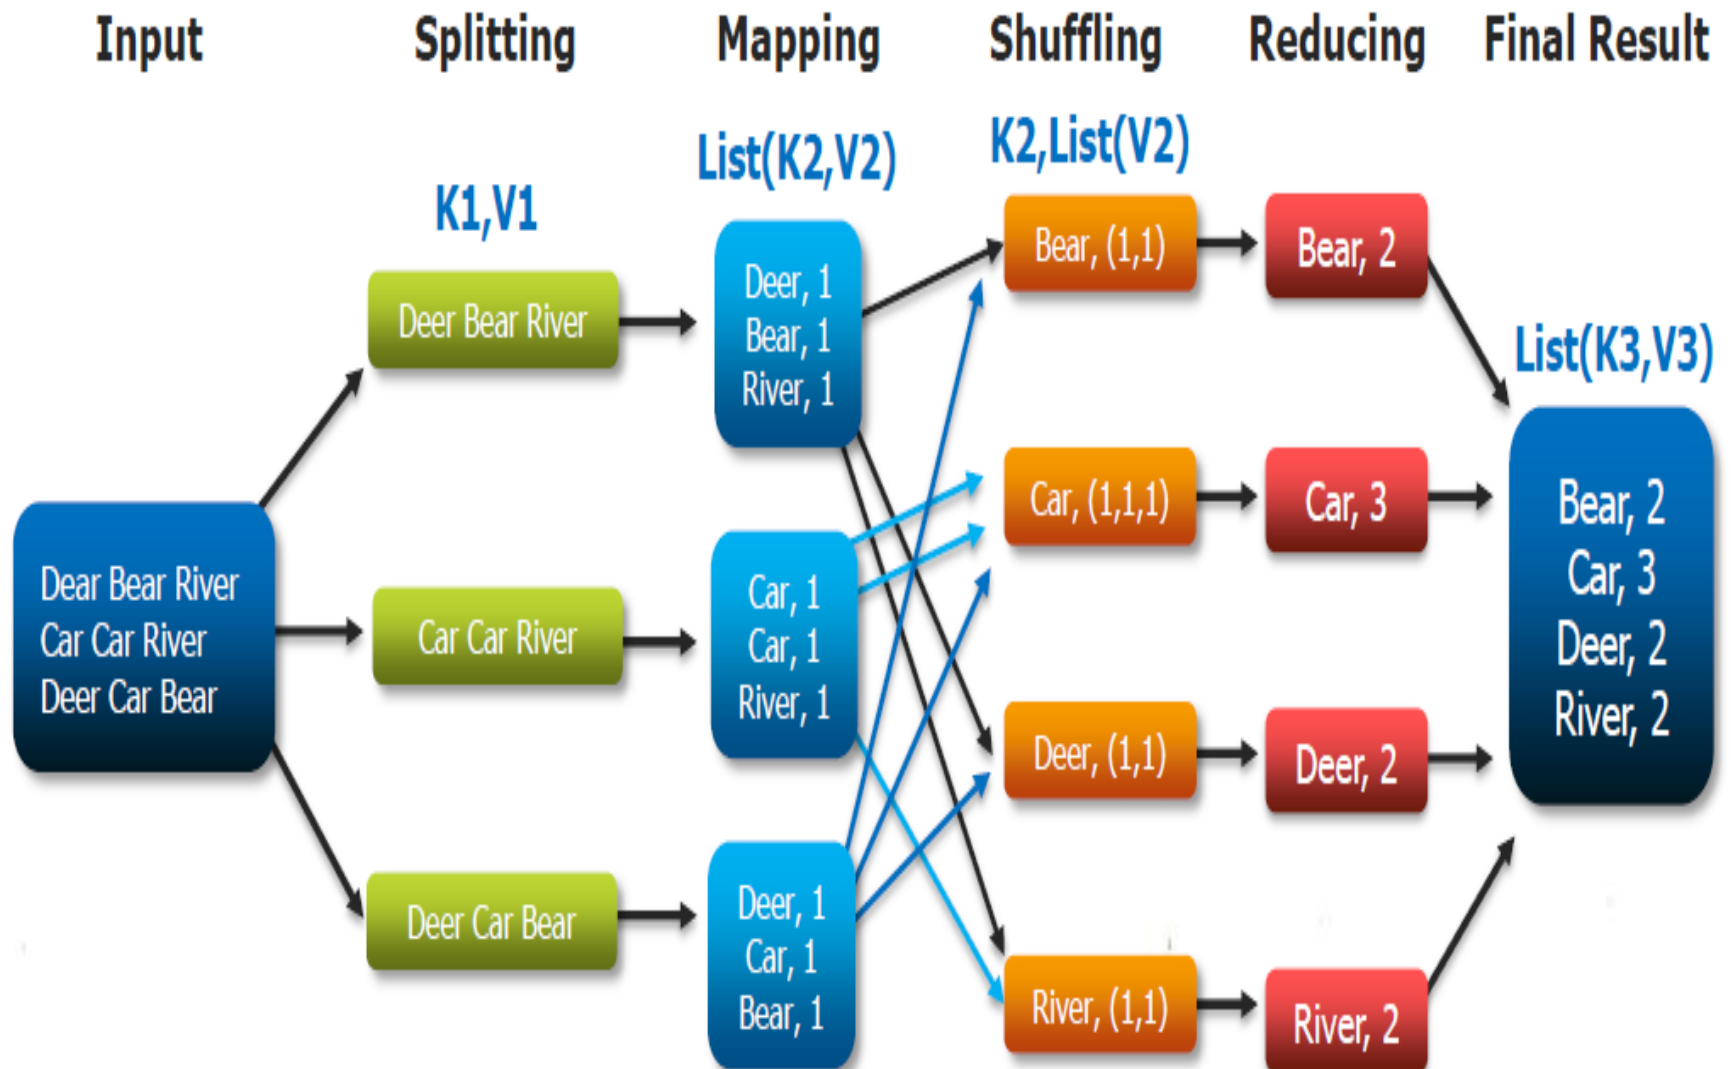 Input
Splitting
Mapping
Shuffling
Reducing
Final Result
K1,V1
List(K2,V2)
K2,List(V2)
List(K3,V3)
Dear Bear River
Car Car River
Deer Car Bear
Deer Bear River
Car Car River
Deer Car Bear
Deer, 1
Bear, 1
River, 1
Car, 1
Car, 1
River, 1
Deer, 1
Car, 1
Bear, 1
Bear, (1,1)
Car, (1,1,1)
Deer, (1,1)
River, (1,1)
Bear, 2
Car, 3
Deer, 2
River, 2
Bear, 2
Car, 3
Deer, 2
River, 2